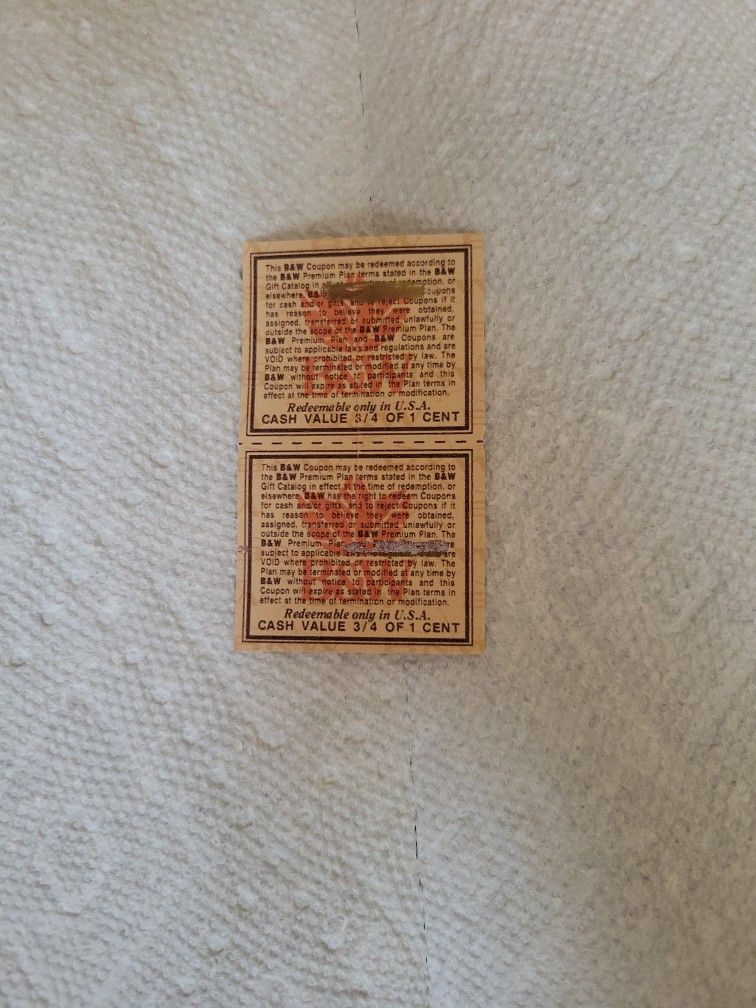 This B&W Coupon may be redeemed according to
the B&W Premium Plan terms stated in the B&W
Gift Catalog in emption, or
elsewhere. B& oupons
for cash and/or gifts, and to reject Coupons if it
has reason to believe they were obtained,
assigned, transferred or submitted unlawfully or
outside the scope of the B&W Premium Plan. The
B&W Premium Plan and B&W Coupons are
subject to applicable laws and regulations and are
VOID where prohibited or restricted by law. The
Plan may be terminated or modified at any time by
B&W without notice to participants and this
Coupon will expire as stated in the Plan terms in
effect at the time of termination or modification.
Redeemable only in U.S.A.
CASH VALUE 3/4 OF 1 CENT
This B&W Coupon may be redeemed according to
the B&W Premium Plan terms stated in the B&W
Gift Catalog in effect at the time of redemption, or
elsewhere. B&W has the right to redeem Coupons
for cash and/or gifts, and to reject Coupons if it
has reason to believe they were obtained,
assigned, transferred or submitted unlawfully or
outside the scope of the B&W Premium Plan. The
B&W Premium Plan re
subject to applicable laws are
VOID where prohibited or restricted by law. The
Plan may be terminated or modified at any time by
B&W without notice to participants and this
Coupon will expire as stated in the Plan terms in
effect at the time of termination or modification.
Redeemable only in U.S.A.
CASH VALUE 3/4 OF 1 CENT